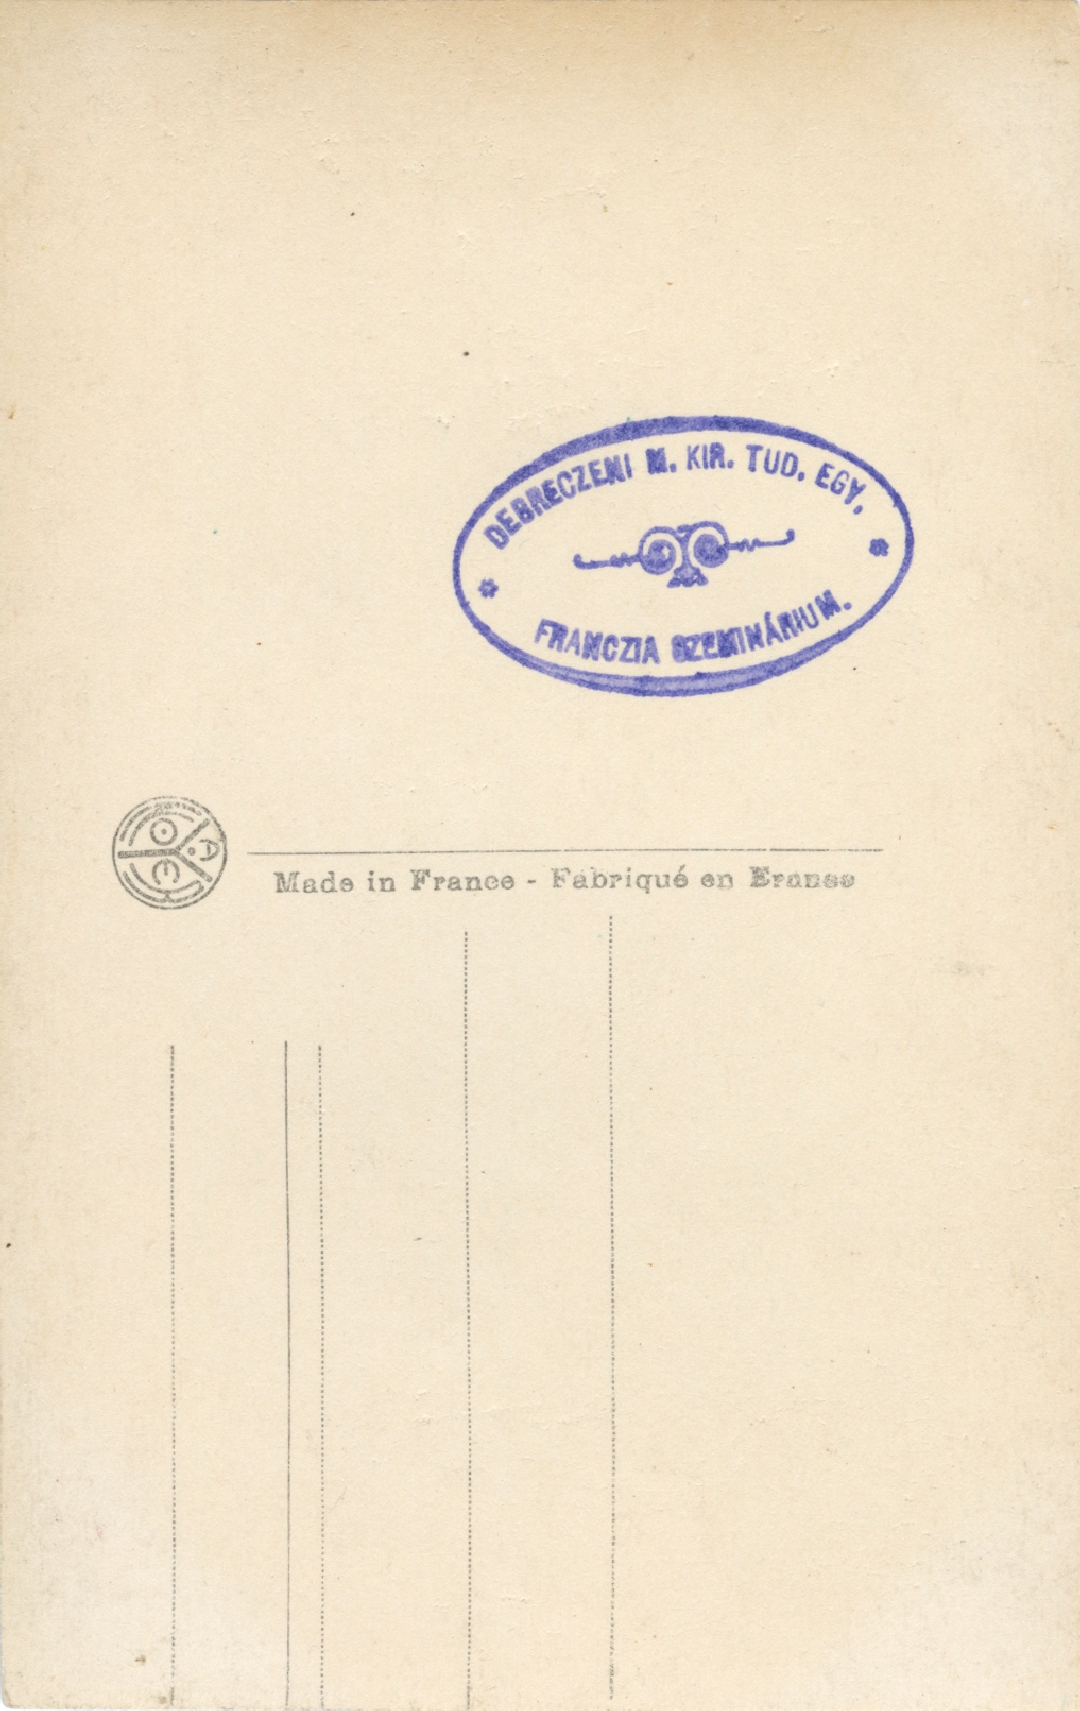 DEBRECZENI M. KIR. TUD. EGY.
FRANCZIA SZEMINÁRIUM.
Made in France - Fabriqué en France